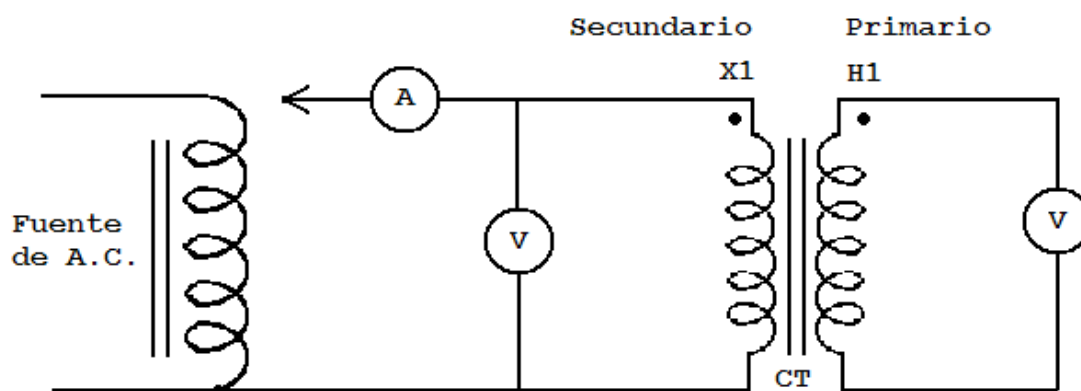 Secundario Primario
X1 H1
A
Fuente
de A.C.
V
V
CT